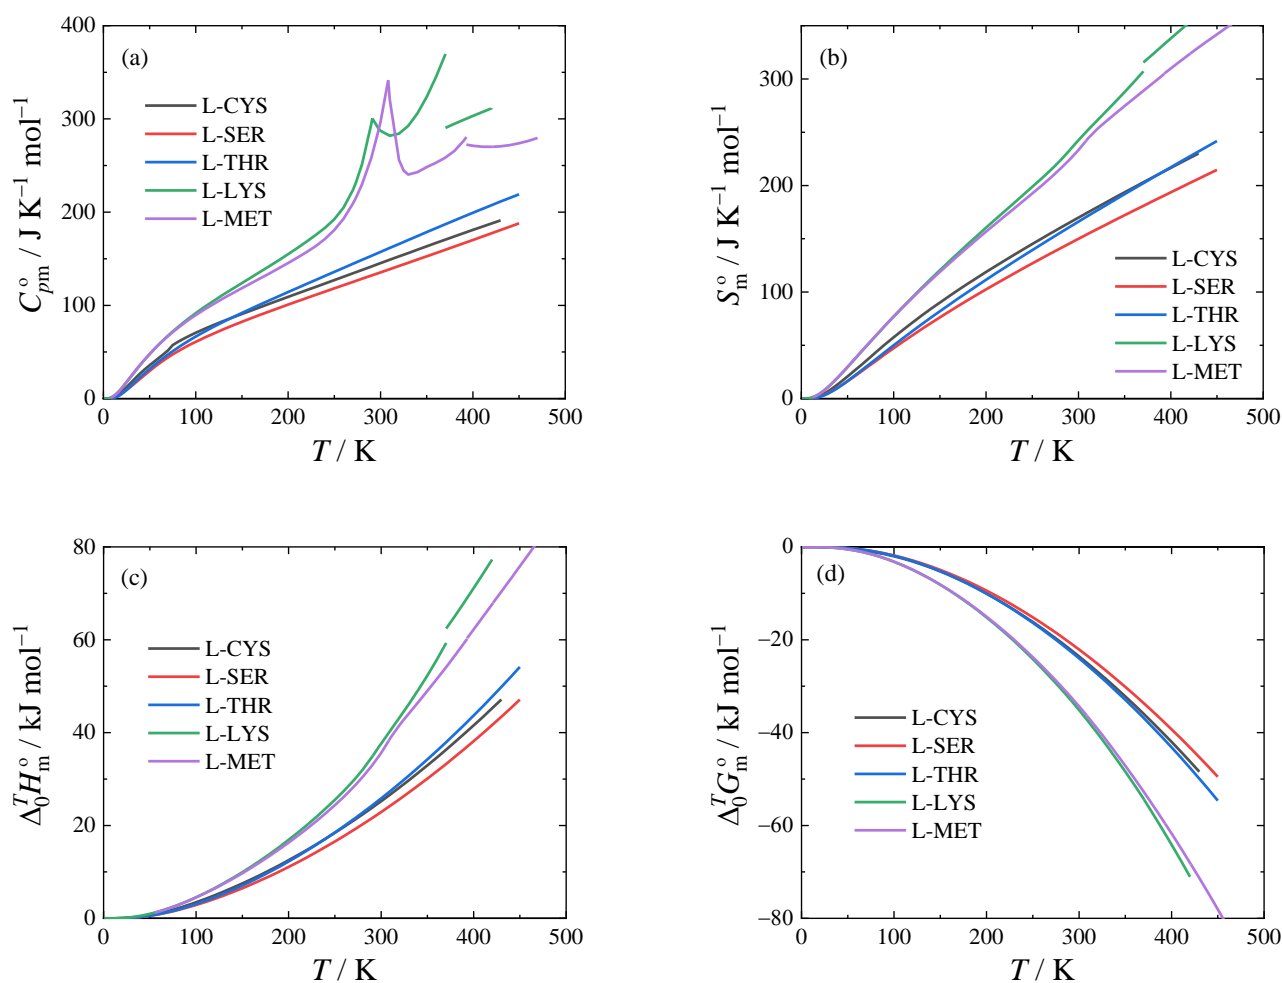 (a)
C°pm / J K⁻¹ mol⁻¹
400
300
200
100
0
L-CYS
L-SER
L-THR
L-LYS
L-MET
0 100 200 300 400 500
T / K
(b)
S°m / J K⁻¹ mol⁻¹
300
200
100
0
L-CYS
L-SER
L-THR
L-LYS
L-MET
0 100 200 300 400 500
T / K
(c)
Δ₀ᵀH°m / kJ mol⁻¹
80
60
40
20
0
L-CYS
L-SER
L-THR
L-LYS
L-MET
0 100 200 300 400 500
T / K
(d)
Δ₀ᵀG°m / kJ mol⁻¹
0
−20
−40
−60
−80
L-CYS
L-SER
L-THR
L-LYS
L-MET
0 100 200 300 400 500
T / K